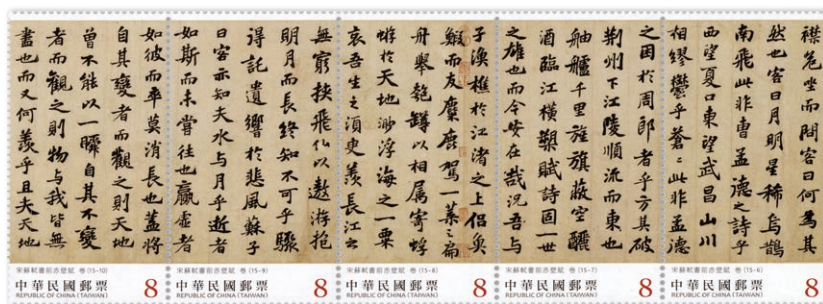 襟危坐而問客曰何為其
然也客曰月明星稀烏鵲
南飛此非曹孟德之詩乎
西望夏口東望武昌山川
相繆鬱乎蒼〻此非孟德
之困於周郎者乎方其破
荊州下江陵順流而東也
舳艫千里旌旗蔽空釃
酒臨江橫槊賦詩固一世
之雄也而今安在哉況吾與
子漁樵於江渚之上侶魚
鰕而友麋鹿駕一葉之扁
舟舉匏罇以相屬寄蜉
蝣於天地渺浮海之一粟
哀吾生之須臾羨長江之
無窮挾飛仙以遨游抱
明月而長終知不可乎驟
得託遺響於悲風蘇子
曰客亦知夫水與月乎逝者
如斯而未嘗往也贏虛者
如彼而卒莫消長也蓋將
自其變者而觀之則天地
曾不能以一瞬自其不變
者而觀之則物與我皆無
盡也而又何羨乎且夫天地
宋蘇軾書前赤壁賦 卷 (15-10)
中華民國郵票 8
REPUBLIC OF CHINA (TAIWAN)
宋蘇軾書前赤壁賦 卷 (15-9)
中華民國郵票 8
REPUBLIC OF CHINA (TAIWAN)
宋蘇軾書前赤壁賦 卷 (15-8)
中華民國郵票 8
REPUBLIC OF CHINA (TAIWAN)
宋蘇軾書前赤壁賦 卷 (15-7)
中華民國郵票 8
REPUBLIC OF CHINA (TAIWAN)
宋蘇軾書前赤壁賦 卷 (15-6)
中華民國郵票 8
REPUBLIC OF CHINA (TAIWAN)